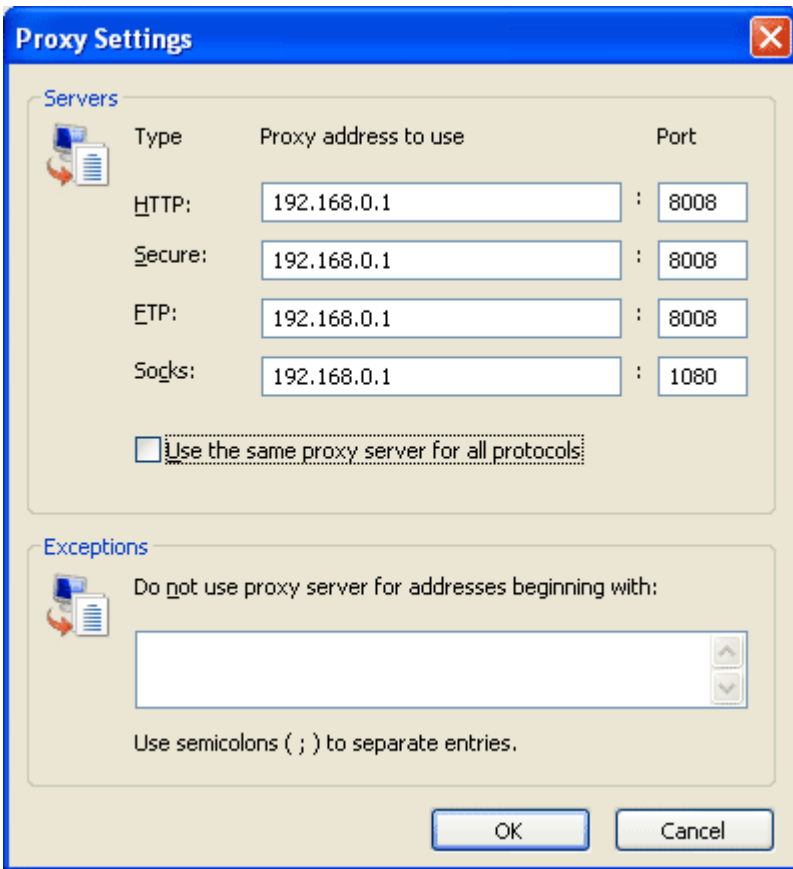 Proxy Settings
Servers
Type Proxy address to use Port
HTTP: 192.168.0.1 : 8008
Secure: 192.168.0.1 : 8008
FTP: 192.168.0.1 : 8008
Socks: 192.168.0.1 : 1080
Use the same proxy server for all protocols
Exceptions
Do not use proxy server for addresses beginning with:
Use semicolons ( ; ) to separate entries.
OK Cancel